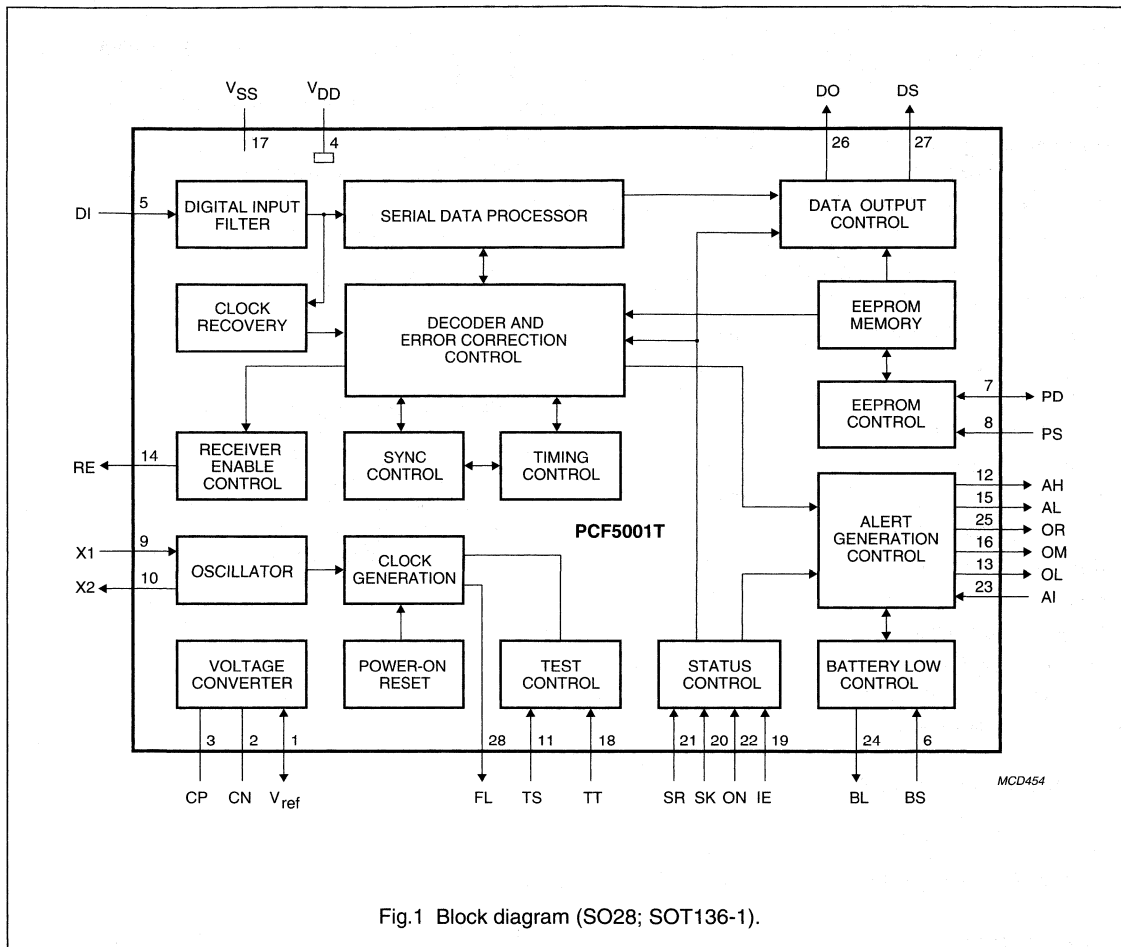 VSS
VDD
DO
DS
17
4
26
27
DI
5
DIGITAL INPUT
FILTER
SERIAL DATA PROCESSOR
DATA OUTPUT
CONTROL
CLOCK
RECOVERY
DECODER AND
ERROR CORRECTION
CONTROL
EEPROM
MEMORY
EEPROM
CONTROL
7
PD
8
PS
RE
14
RECEIVER
ENABLE
CONTROL
SYNC
CONTROL
TIMING
CONTROL
PCF5001T
ALERT
GENERATION
CONTROL
12
AH
15
AL
25
OR
16
OM
13
OL
23
AI
X1
9
X2
10
OSCILLATOR
CLOCK
GENERATION
VOLTAGE
CONVERTER
POWER-ON
RESET
TEST
CONTROL
STATUS
CONTROL
BATTERY LOW
CONTROL
3
2
1
28
11
18
21
20
22
19
24
6
CP
CN
Vref
FL
TS
TT
SR
SK
ON
IE
BL
BS
MCD454
Fig.1 Block diagram (SO28; SOT136-1).